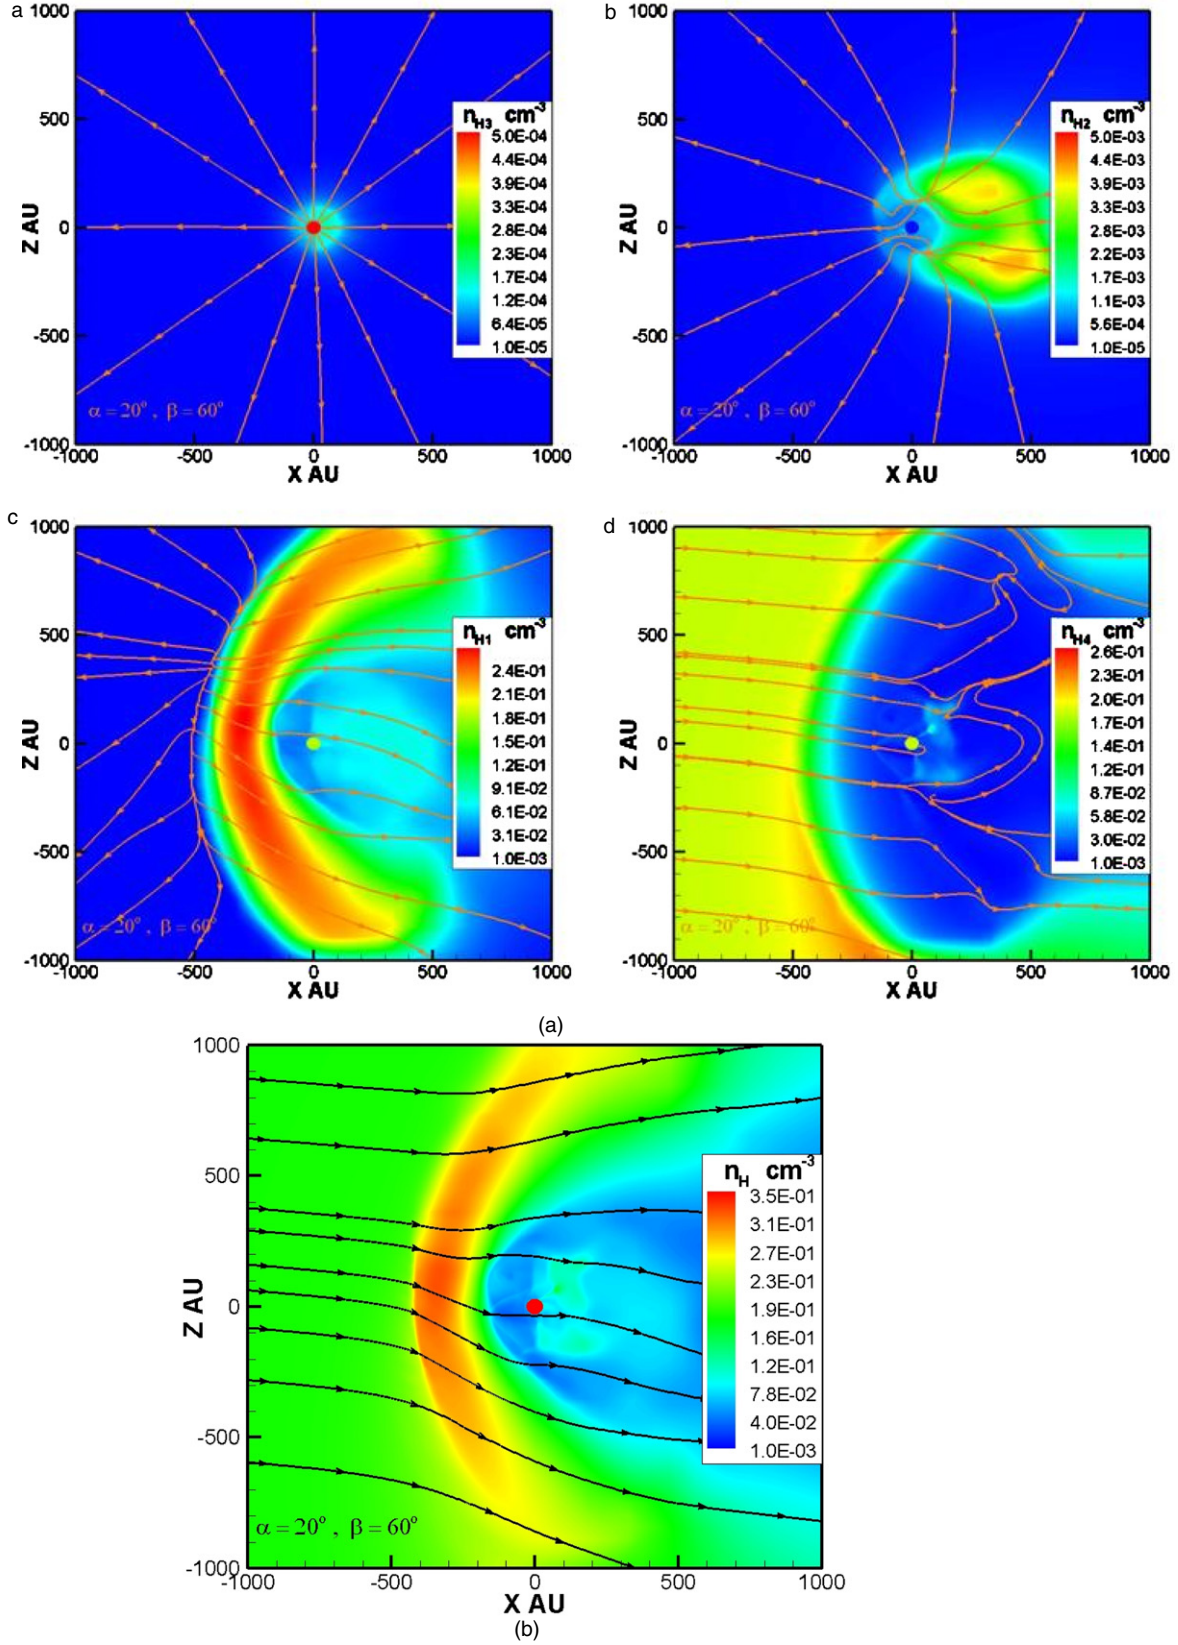 a
1000
500
0
-500
-1000
Z AU
-1000 -500 0 500 1000
X AU
nH3 cm-3
5.0E-04
4.4E-04
3.9E-04
3.3E-04
2.8E-04
2.3E-04
1.7E-04
1.2E-04
6.4E-05
1.0E-05
α = 20° , β = 60°
b
1000
500
0
-500
-1000
Z AU
-1000 -500 0 500 1000
X AU
nH2 cm-3
5.0E-03
4.4E-03
3.9E-03
3.3E-03
2.8E-03
2.2E-03
1.7E-03
1.1E-03
5.6E-04
1.0E-05
α = 20° , β = 60°
c
1000
500
0
-500
-1000
Z AU
-1000 -500 0 500 1000
X AU
nH1 cm-3
2.4E-01
2.1E-01
1.8E-01
1.5E-01
1.2E-01
9.1E-02
6.1E-02
3.1E-02
1.0E-03
α = 20° , β = 60°
d
1000
500
0
-500
-1000
Z AU
-1000 -500 0 500 1000
X AU
nH4 cm-3
2.6E-01
2.3E-01
2.0E-01
1.7E-01
1.4E-01
1.2E-01
8.7E-02
5.8E-02
3.0E-02
1.0E-03
α = 20° , β = 60°
(a)
1000
500
0
-500
-1000
Z AU
-1000 -500 0 500 1000
X AU
nH cm-3
3.5E-01
3.1E-01
2.7E-01
2.3E-01
1.9E-01
1.6E-01
1.2E-01
7.8E-02
4.0E-02
1.0E-03
α = 20° , β = 60°
(b)